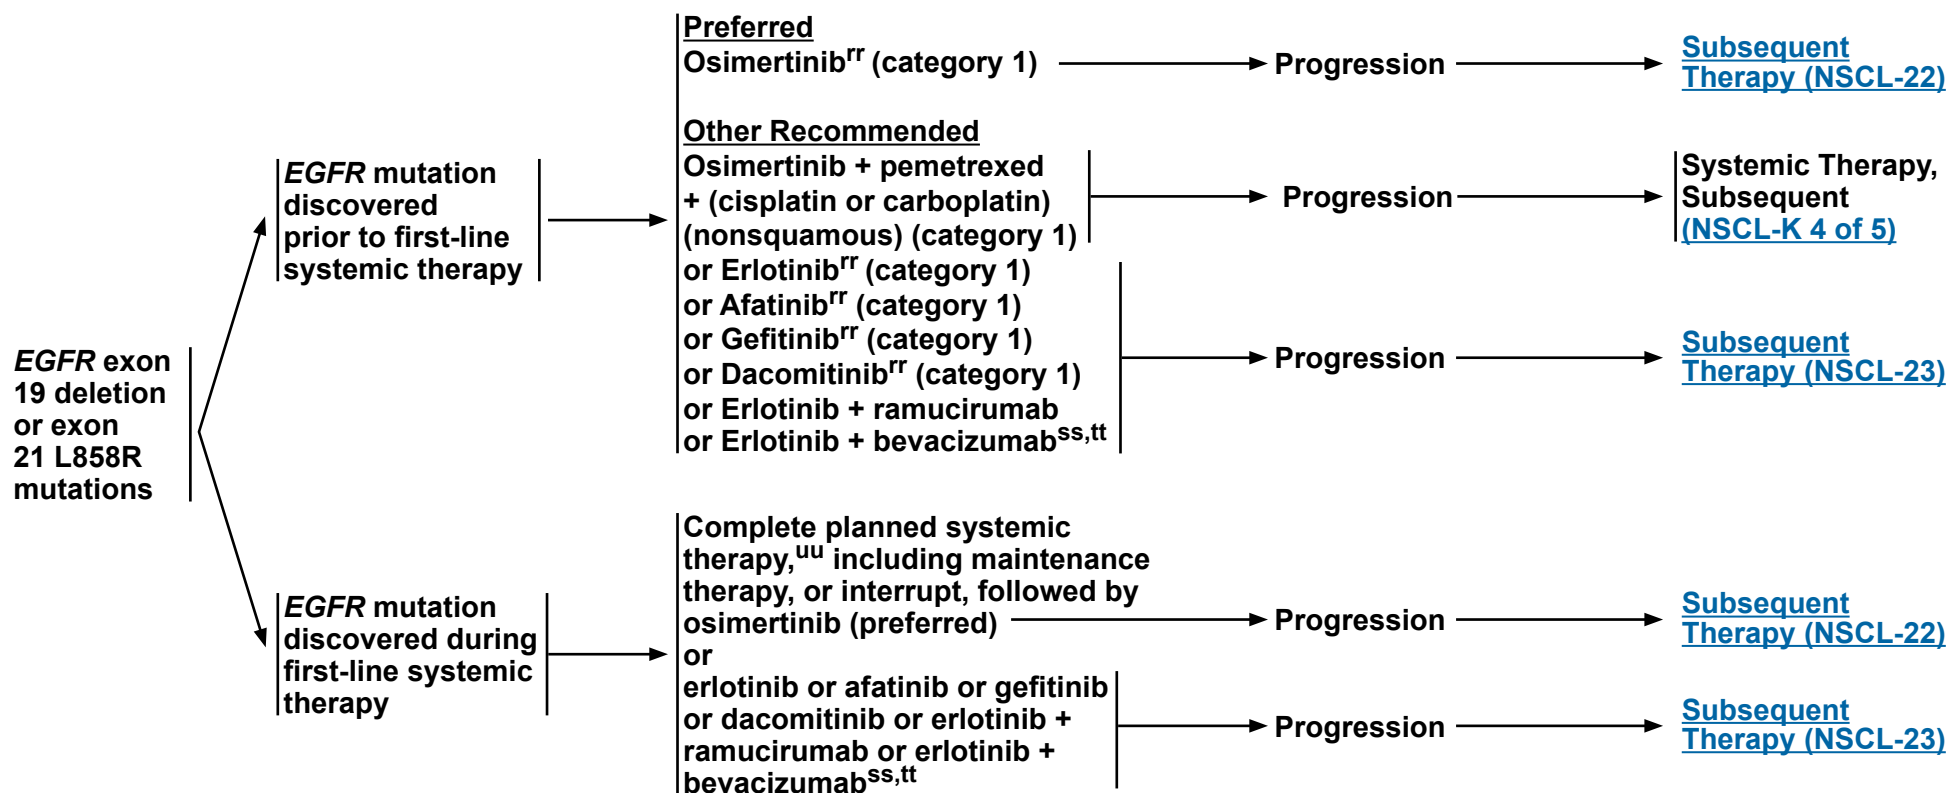 EGFR exon
19 deletion
or exon
21 L858R
mutations
EGFR mutation
discovered
prior to first-line
systemic therapy
Preferred
Osimertinibrr (category 1)
Progression
Subsequent
Therapy (NSCL-22)
Other Recommended
Osimertinib + pemetrexed
+ (cisplatin or carboplatin)
(nonsquamous) (category 1)
Progression
Systemic Therapy,
Subsequent
(NSCL-K 4 of 5)
or Erlotinibrr (category 1)
or Afatinibrr (category 1)
or Gefitinibrr (category 1)
or Dacomitinibrr (category 1)
or Erlotinib + ramucirumab
or Erlotinib + bevacizumabss,tt
Progression
Subsequent
Therapy (NSCL-23)
EGFR mutation
discovered during
first-line systemic
therapy
Complete planned systemic
therapy,uu including maintenance
therapy, or interrupt, followed by
osimertinib (preferred)
Progression
Subsequent
Therapy (NSCL-22)
or
erlotinib or afatinib or gefitinib
or dacomitinib or erlotinib +
ramucirumab or erlotinib +
bevacizumabss,tt
Progression
Subsequent
Therapy (NSCL-23)